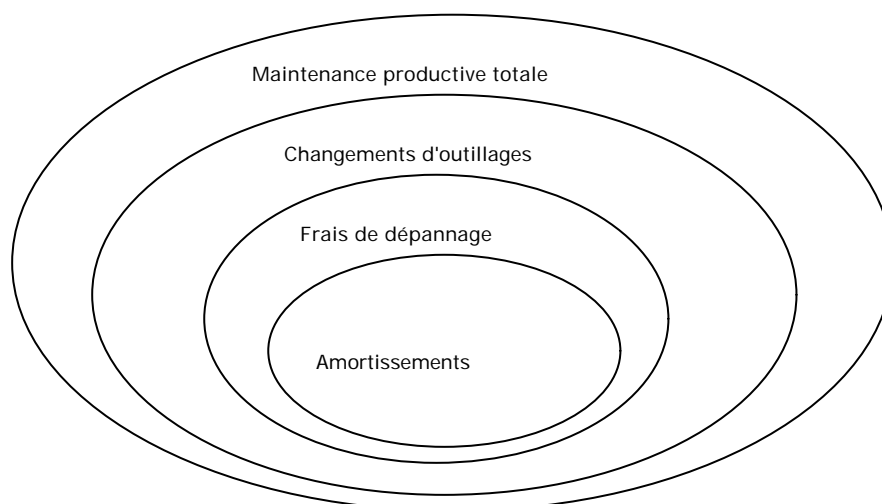 Maintenance productive totale
Changements d'outillages
Frais de dépannage
Amortissements